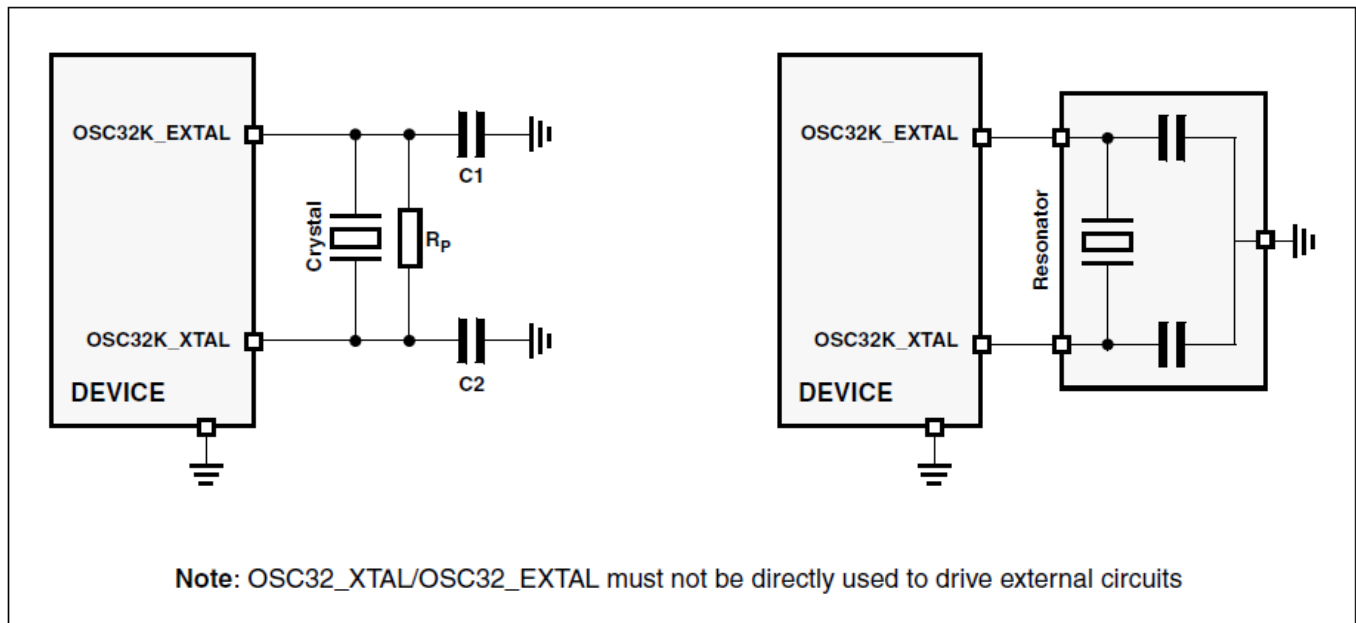 OSC32K_EXTAL
C1
Crystal
RP
OSC32K_XTAL
C2
DEVICE
OSC32K_EXTAL
Resonator
OSC32K_XTAL
DEVICE
Note: OSC32_XTAL/OSC32_EXTAL must not be directly used to drive external circuits